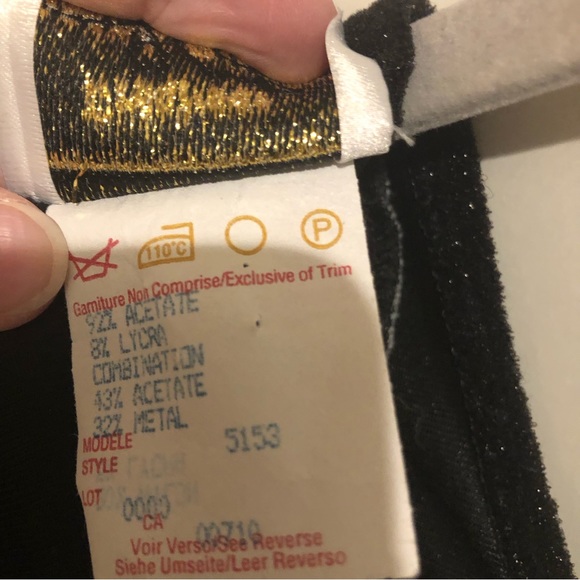 110°C
P
Garniture Non Comprise/Exclusive of Trim
92% ACETATE
8% LYCRA
COMBINATION
43% ACETATE
32% METAL
MODELE 5153
STYLE
LOT 0000
CA 00710
Voir Verso/See Reverse
Siehe Umseite/Leer Reverso